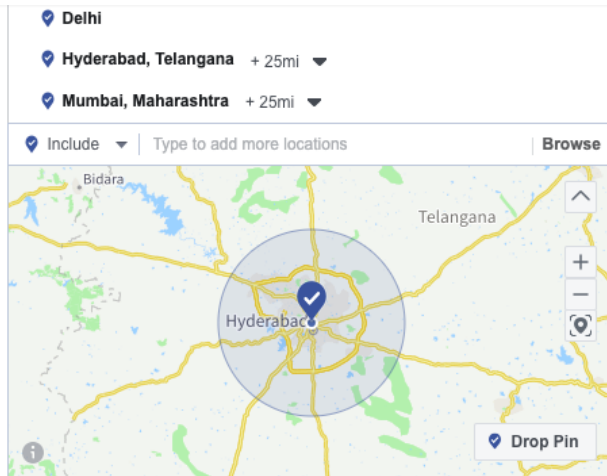 Delhi
Hyderabad, Telangana + 25mi
Mumbai, Maharashtra + 25mi
Include Type to add more locations Browse
Bidara
Telangana
Hyderabad
Drop Pin